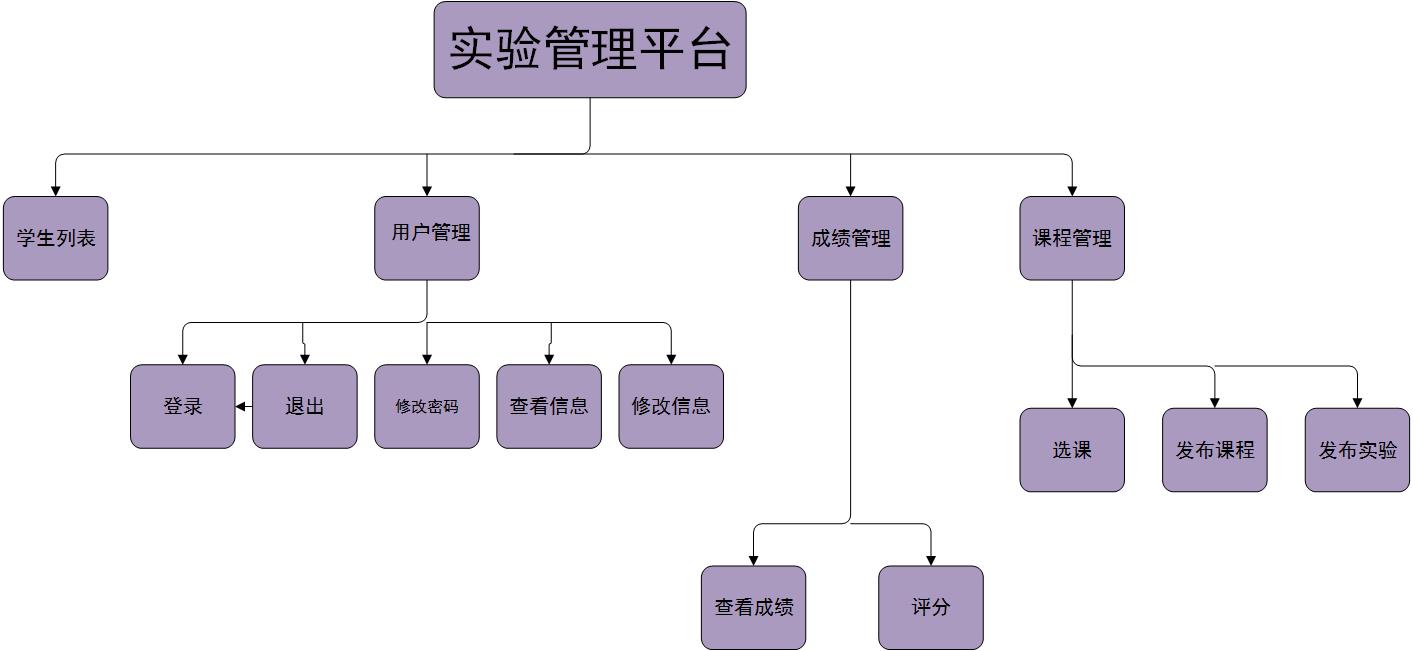 实验管理平台
学生列表
用户管理
成绩管理
课程管理
登录
退出
修改密码
查看信息
修改信息
选课
发布课程
发布实验
查看成绩
评分